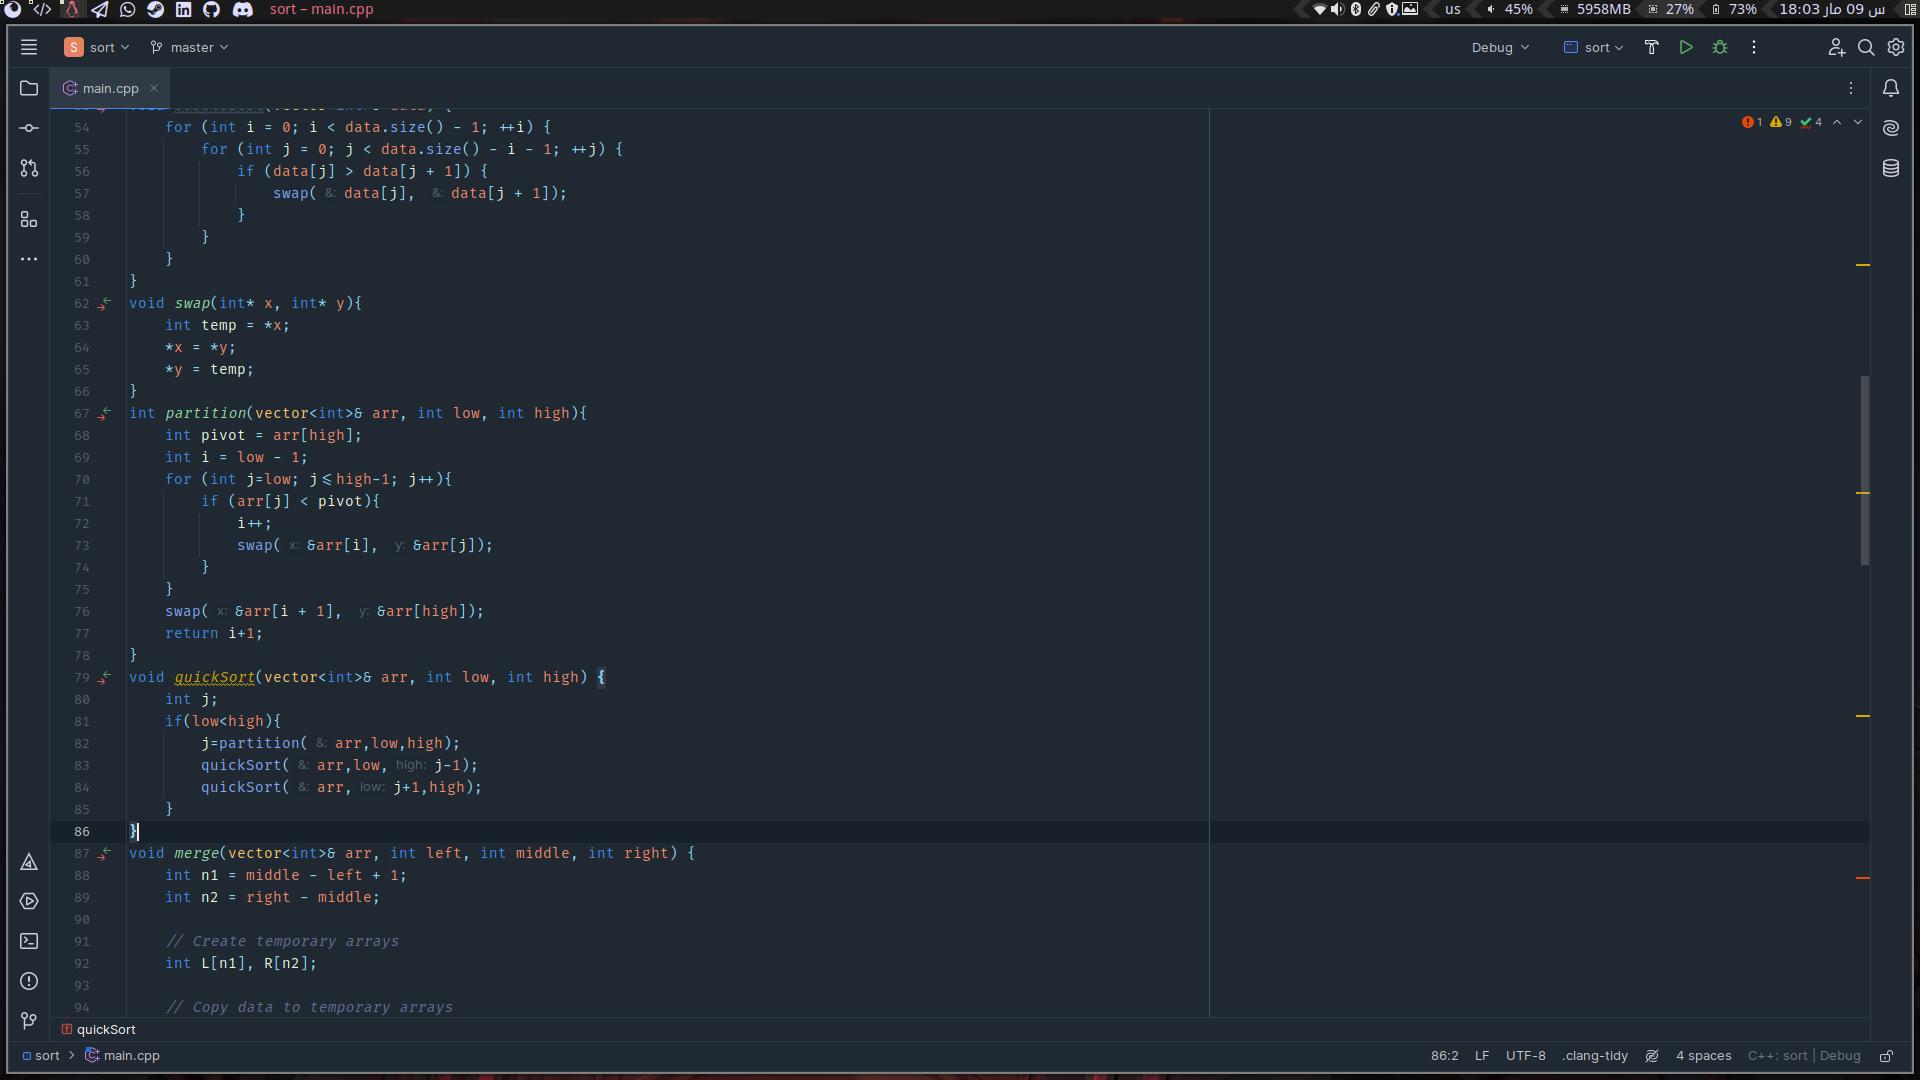 sort – main.cpp
us 45% 5958MB 27% 73% 18:03 س 09 مار
S sort master Debug sort
main.cpp
1 9 4
54 for (int i = 0; i < data.size() - 1; ++i) {
55 for (int j = 0; j < data.size() - i - 1; ++j) {
56 if (data[j] > data[j + 1]) {
57 swap( &: data[j], &: data[j + 1]);
58 }
59 }
60 }
61 }
62 void swap(int* x, int* y){
63 int temp = *x;
64 *x = *y;
65 *y = temp;
66 }
67 int partition(vector<int>& arr, int low, int high){
68 int pivot = arr[high];
69 int i = low - 1;
70 for (int j=low; j<=high-1; j++){
71 if (arr[j] < pivot){
72 i++;
73 swap( x: &arr[i], y: &arr[j]);
74 }
75 }
76 swap( x: &arr[i + 1], y: &arr[high]);
77 return i+1;
78 }
79 void quickSort(vector<int>& arr, int low, int high) {
80 int j;
81 if(low<high){
82 j=partition( &: arr,low,high);
83 quickSort( &: arr,low, high: j-1);
84 quickSort( &: arr, low: j+1,high);
85 }
86 }
87 void merge(vector<int>& arr, int left, int middle, int right) {
88 int n1 = middle - left + 1;
89 int n2 = right - middle;
90
91 // Create temporary arrays
92 int L[n1], R[n2];
93
94 // Copy data to temporary arrays
f quickSort
sort > main.cpp 86:2 LF UTF-8 .clang-tidy 4 spaces C++: sort | Debug